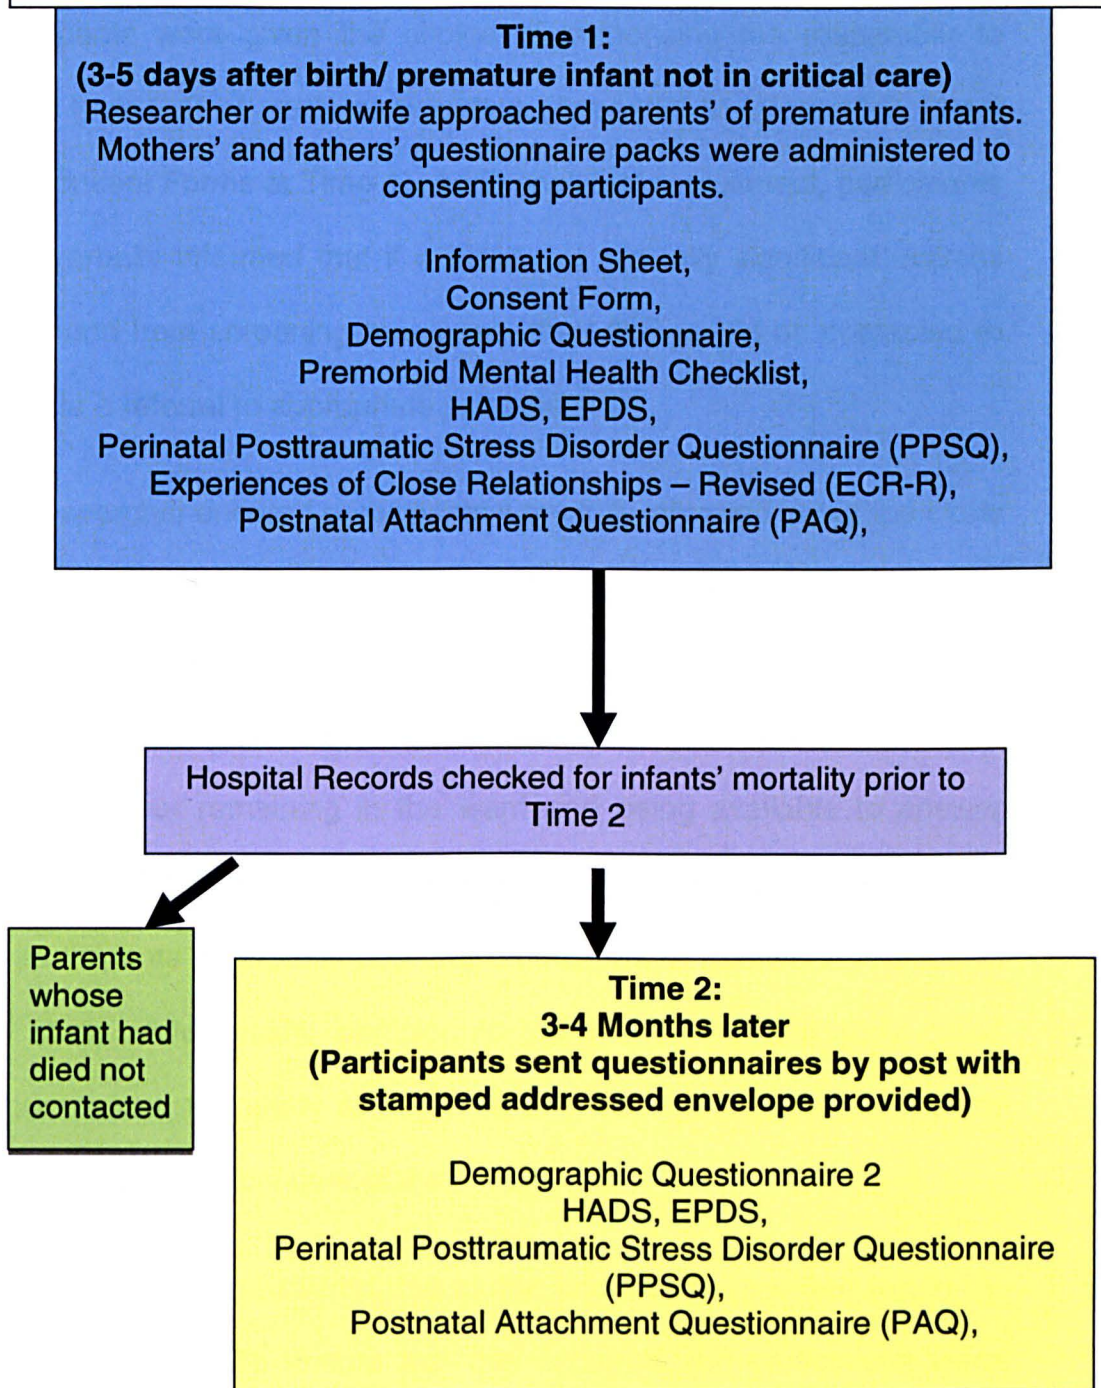 Time 1:
(3-5 days after birth/ premature infant not in critical care)
Researcher or midwife approached parents' of premature infants.
Mothers' and fathers' questionnaire packs were administered to
consenting participants.
Information Sheet,
Consent Form,
Demographic Questionnaire,
Premorbid Mental Health Checklist,
HADS, EPDS,
Perinatal Posttraumatic Stress Disorder Questionnaire (PPSQ),
Experiences of Close Relationships – Revised (ECR-R),
Postnatal Attachment Questionnaire (PAQ),
Hospital Records checked for infants' mortality prior to
Time 2
Parents
whose
infant had
died not
contacted
Time 2:
3-4 Months later
(Participants sent questionnaires by post with
stamped addressed envelope provided)
Demographic Questionnaire 2
HADS, EPDS,
Perinatal Posttraumatic Stress Disorder Questionnaire
(PPSQ),
Postnatal Attachment Questionnaire (PAQ),